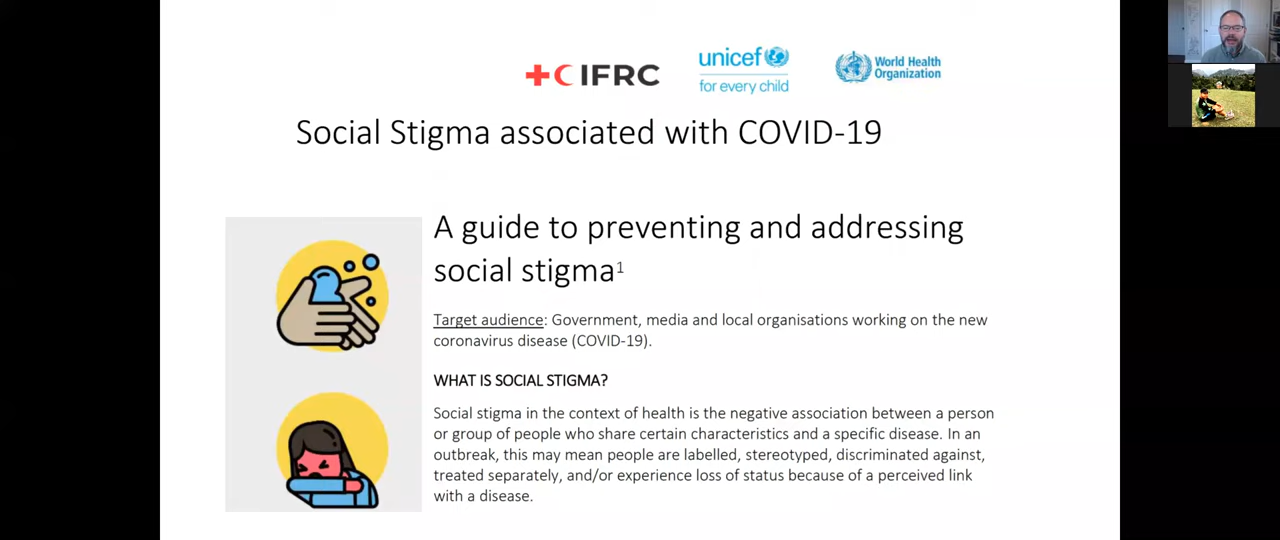 IFRC
unicef
for every child
World Health
Organization
Social Stigma associated with COVID-19
A guide to preventing and addressing
social stigma¹
Target audience: Government, media and local organisations working on the new
coronavirus disease (COVID-19).
WHAT IS SOCIAL STIGMA?
Social stigma in the context of health is the negative association between a person
or group of people who share certain characteristics and a specific disease. In an
outbreak, this may mean people are labelled, stereotyped, discriminated against,
treated separately, and/or experience loss of status because of a perceived link
with a disease.